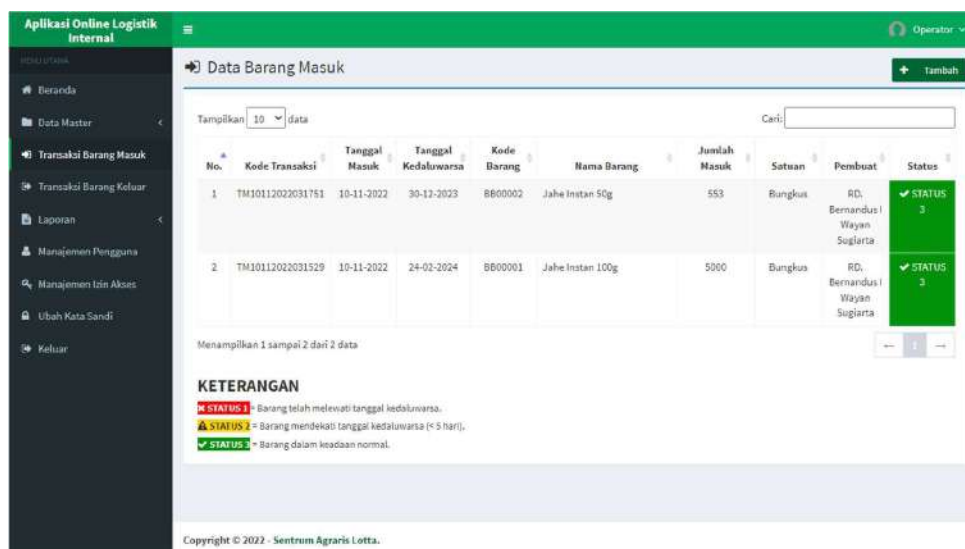 Aplikasi Online Logistik
Internal
Operator
MENU UTAMA
Beranda
Data Master
Transaksi Barang Masuk
Transaksi Barang Keluar
Laporan
Manajemen Pengguna
Manajemen Izin Akses
Ubah Kata Sandi
Keluar
Data Barang Masuk
+ Tambah
Tampilkan 10 data
Cari:
No. Kode Transaksi Tanggal Masuk Tanggal Kedaluwarsa Kode Barang Nama Barang Jumlah Masuk Satuan Pembuat Status
1 TM10112022031751 10-11-2022 30-12-2023 BB00002 Jahe Instan 50g 553 Bungkus RD. Bernandus I Wayan Sugiarta STATUS 3
2 TM10112022031529 10-11-2022 24-02-2024 BB00001 Jahe Instan 100g 5000 Bungkus RD. Bernandus I Wayan Sugiarta STATUS 3
Menampilkan 1 sampai 2 dari 2 data
← 1 →
KETERANGAN
STATUS 1 = Barang telah melewati tanggal kedaluwarsa.
STATUS 2 = Barang mendekati tanggal kedaluwarsa (< 5 hari).
STATUS 3 = Barang dalam keadaan normal.
Copyright © 2022 - Sentrum Agraris Lotta.